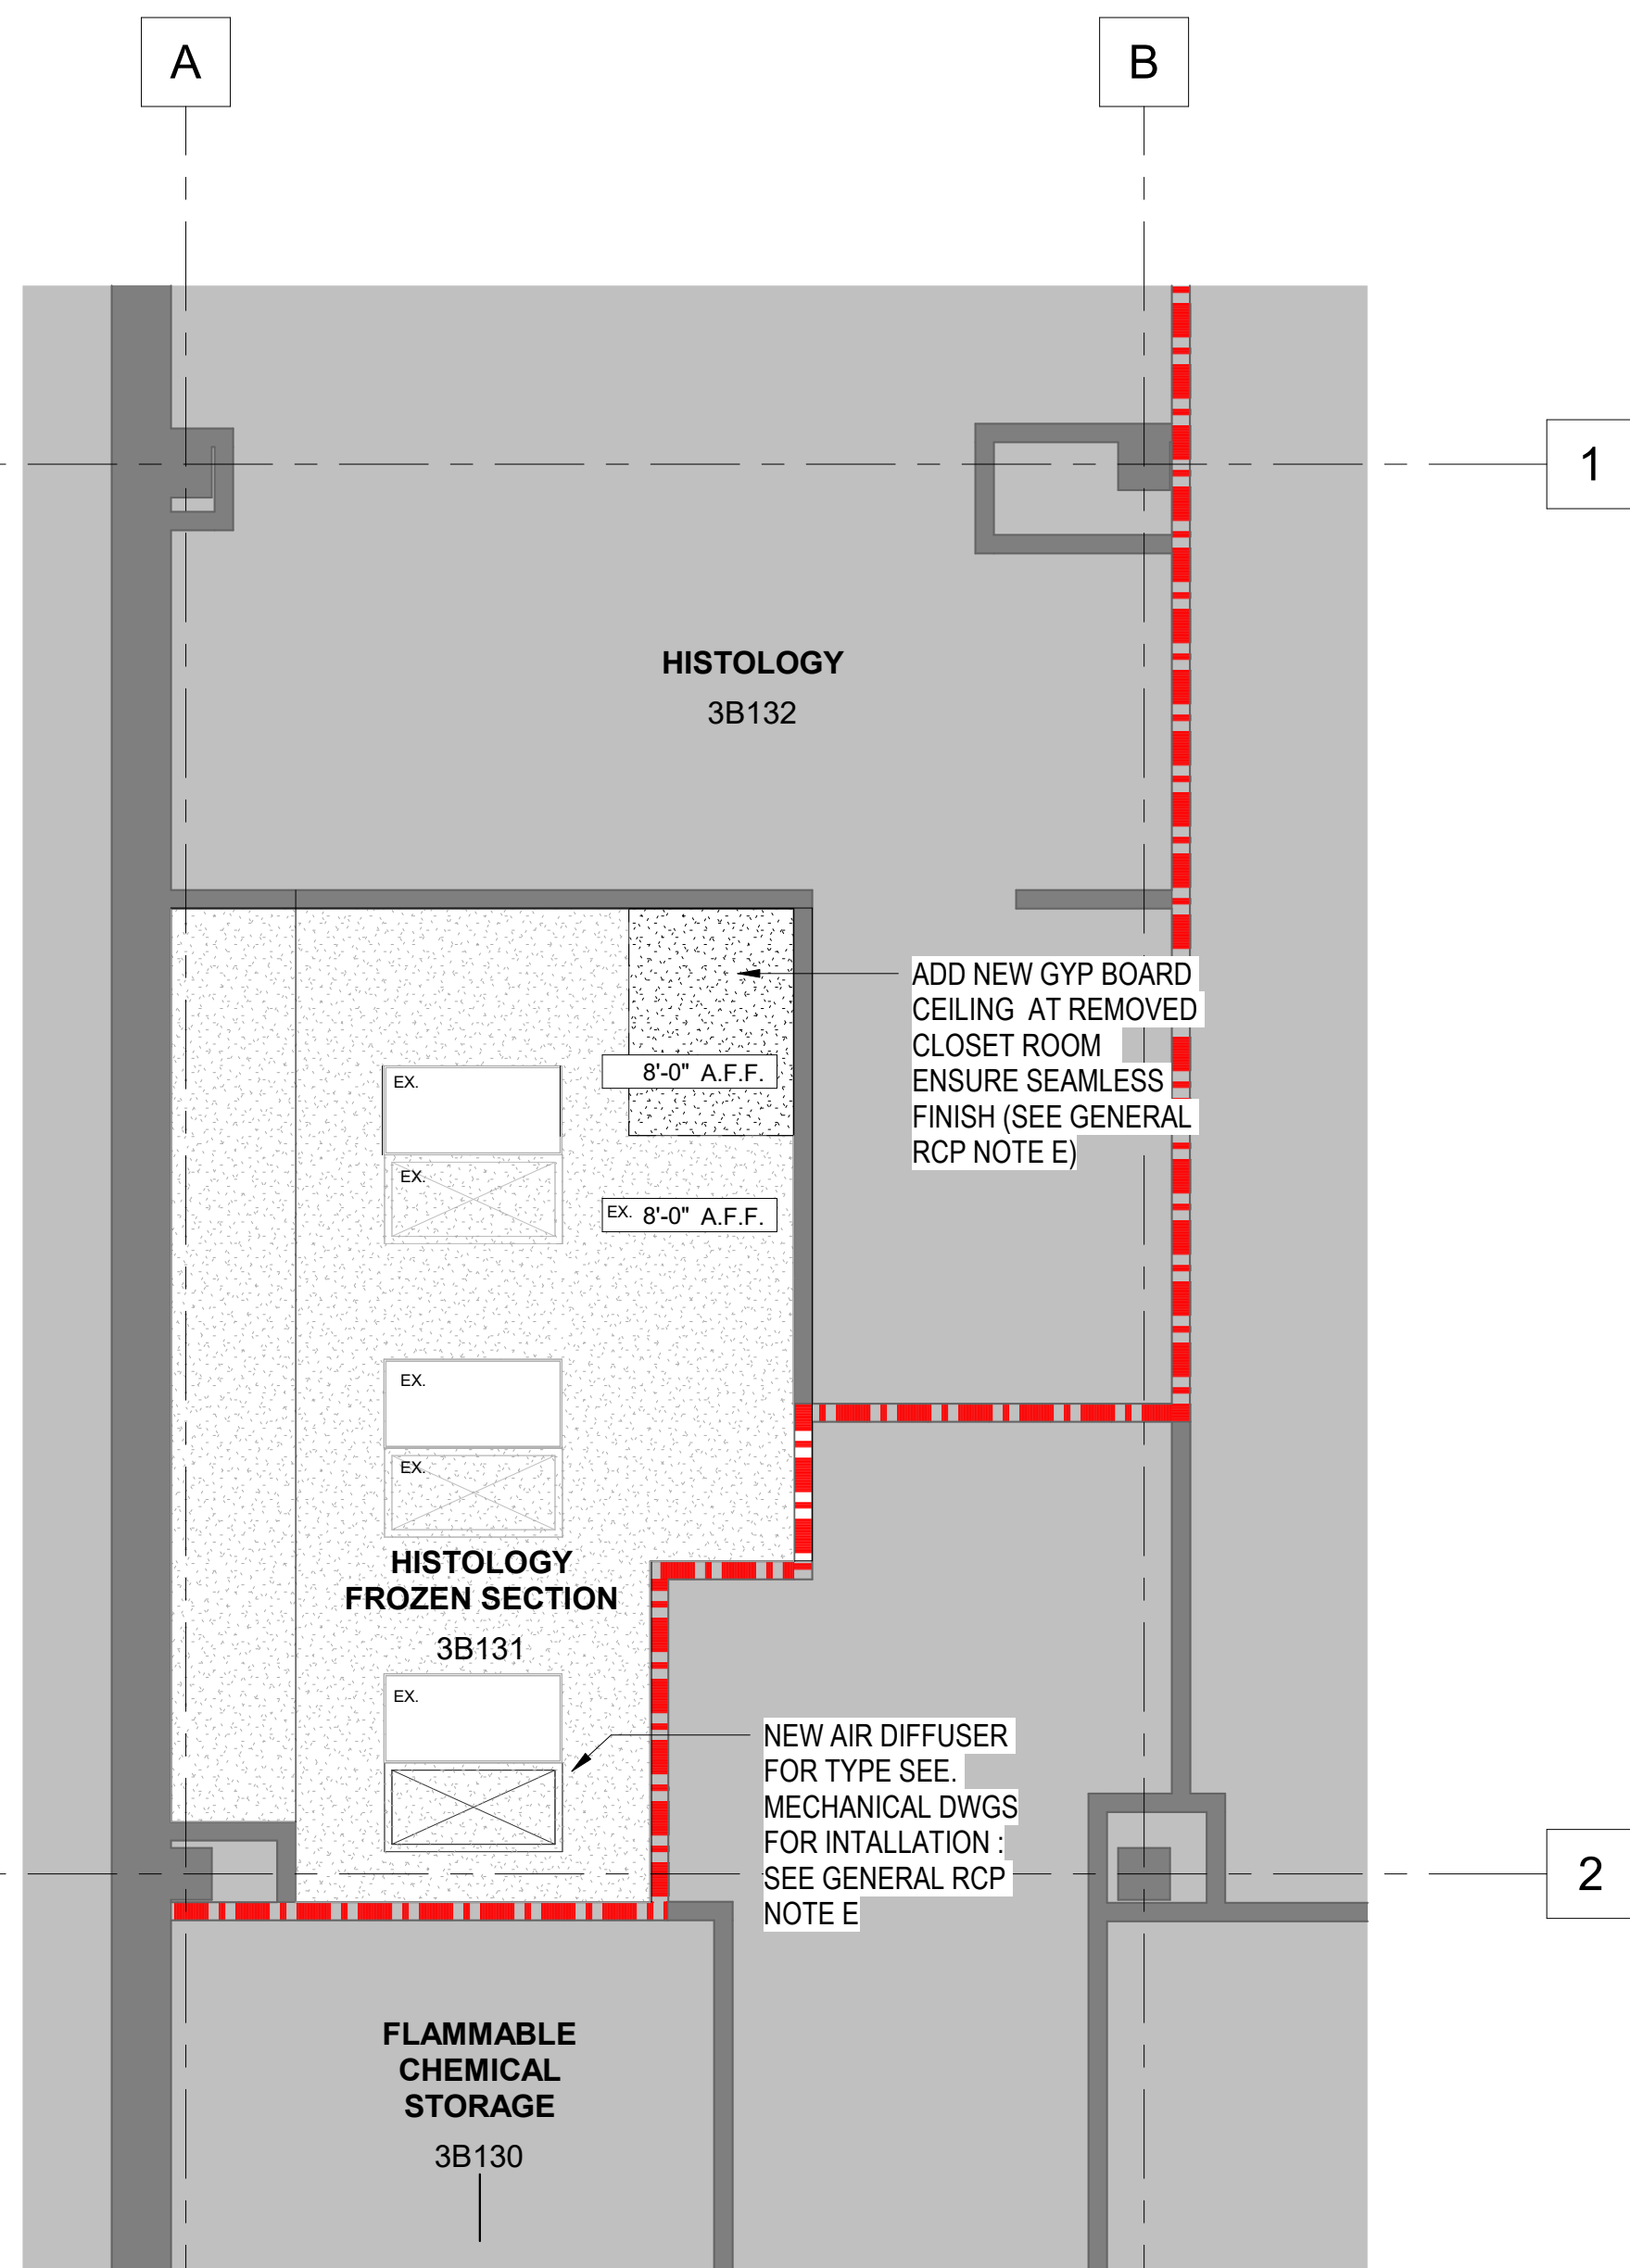 A
B
1
HISTOLOGY
3B132
ADD NEW GYP BOARD
CEILING AT REMOVED
CLOSET ROOM
ENSURE SEAMLESS
FINISH (SEE GENERAL
RCP NOTE E)
8'-0" A.F.F.
EX.
EX.
EX. 8'-0" A.F.F.
EX.
EX.
HISTOLOGY
FROZEN SECTION
3B131
EX.
NEW AIR DIFFUSER
FOR TYPE SEE.
MECHANICAL DWGS
FOR INTALLATION :
SEE GENERAL RCP
NOTE E
2
FLAMMABLE
CHEMICAL
STORAGE
3B130